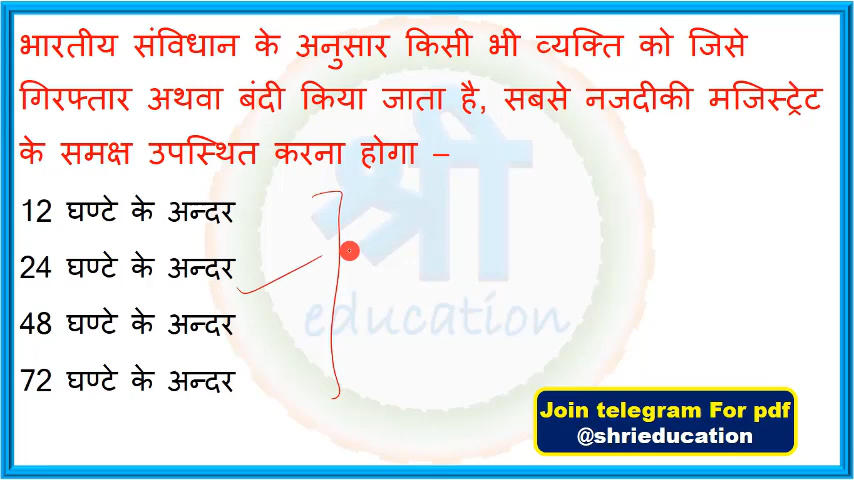 भारतीय संविधान के अनुसार किसी भी व्यक्ति को जिसे
गिरफ्तार अथवा बंदी किया जाता है, सबसे नजदीकी मजिस्ट्रेट
के समक्ष उपस्थित करना होगा –
12 घण्टे के अन्दर
24 घण्टे के अन्दर
48 घण्टे के अन्दर
72 घण्टे के अन्दर
श्री
education
Join telegram For pdf
@shrieducation